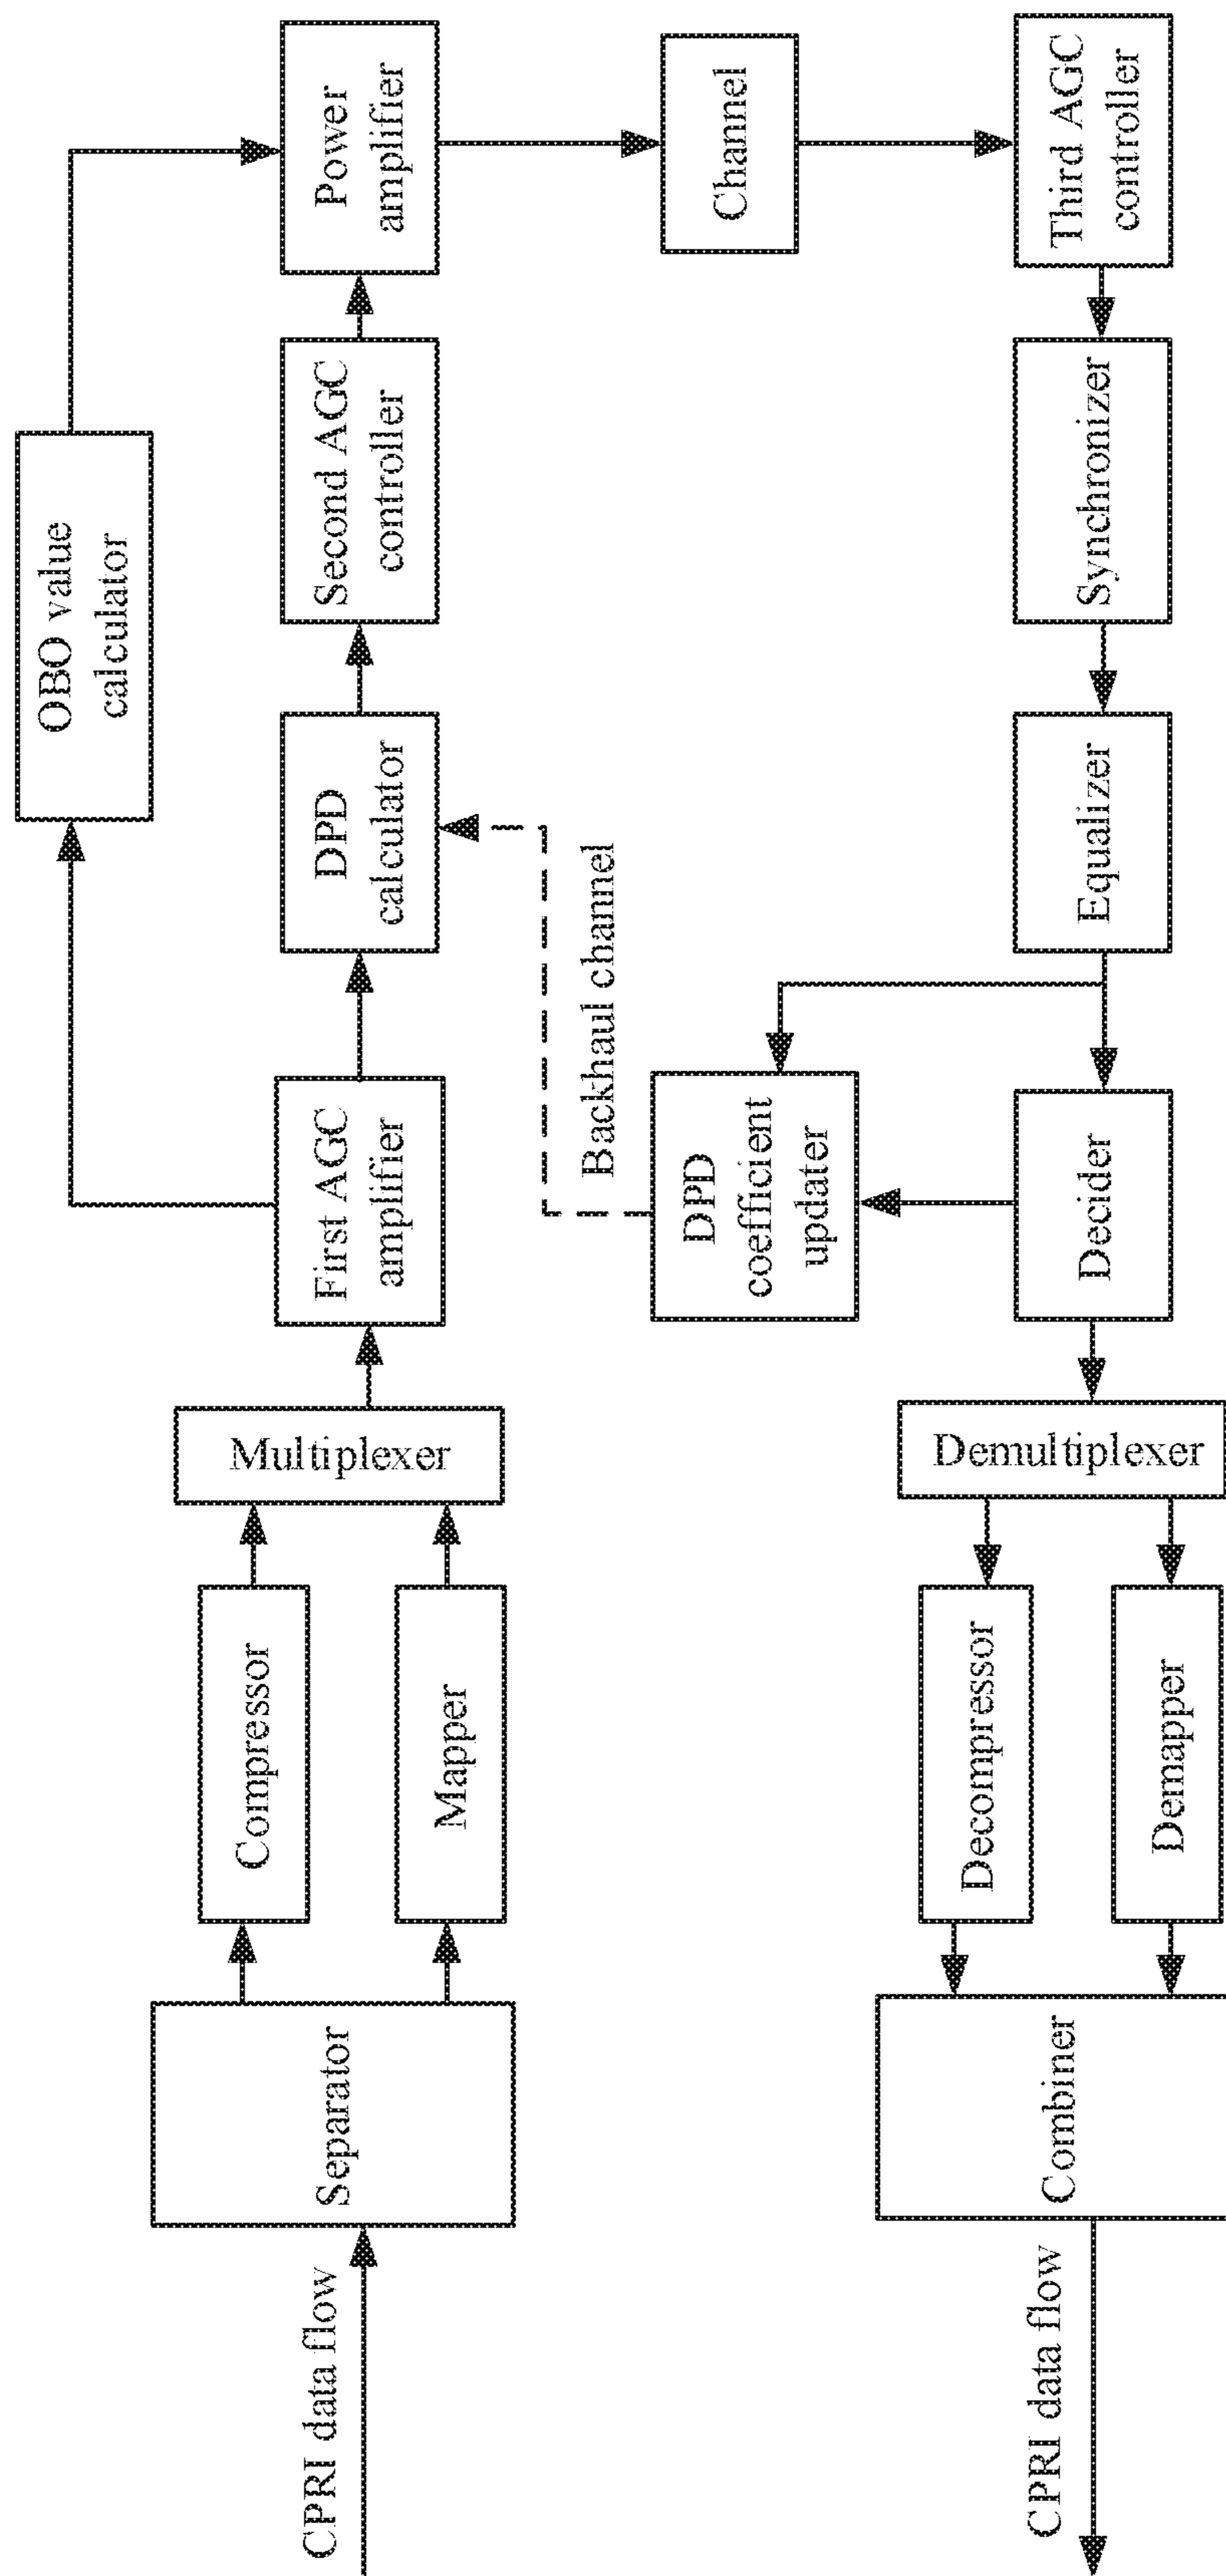 CPRI data flow
Separator
Compressor
Mapper
Multiplexer
First AGC
amplifier
OBO value
calculator
DPD
calculator
Second AGC
controller
Power
amplifier
Channel
Third AGC
controller
Synchronizer
Equalizer
Backhaul channel
DPD
coefficient
updater
Decider
Demultiplexer
Decompressor
Demapper
Combiner
CPRI data flow